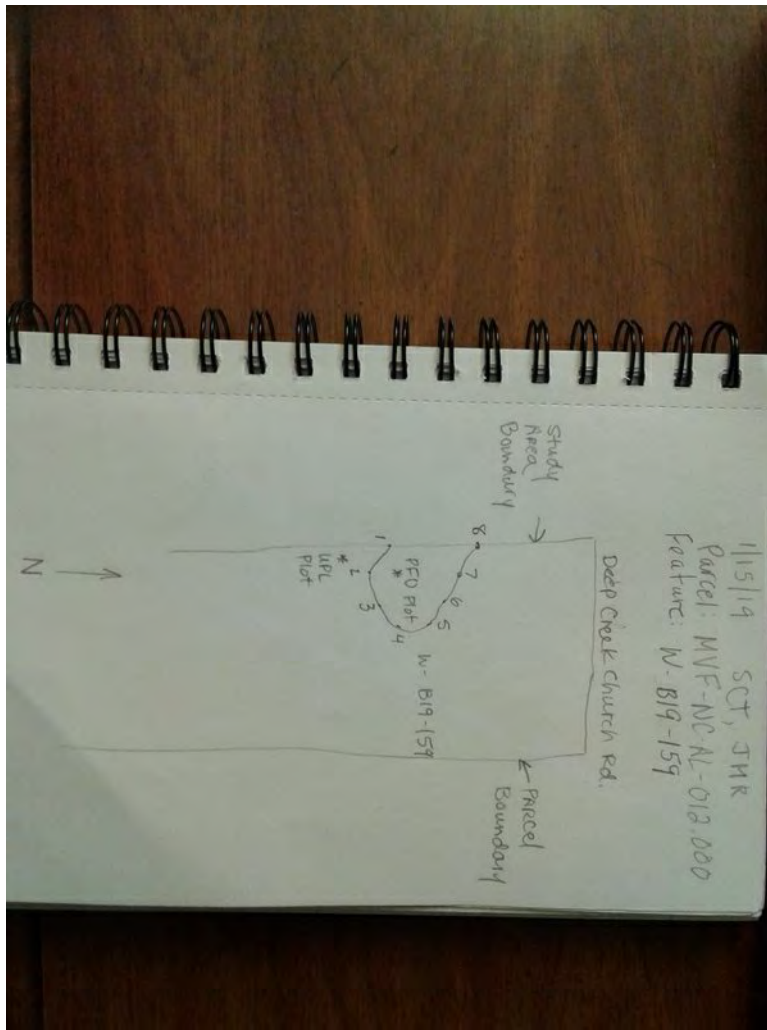 1/15/19 SCT, JMR
Parcel: MVF-NC-AL-012.000
Feature: W-B19-159
Deep Creek Church Rd.
Study
Area
Boundary
← Parcel
Boundary
8
7
6
5
W-B19-159
PFO Plot
*
4
1
3
2
*
UPL
Plot
N